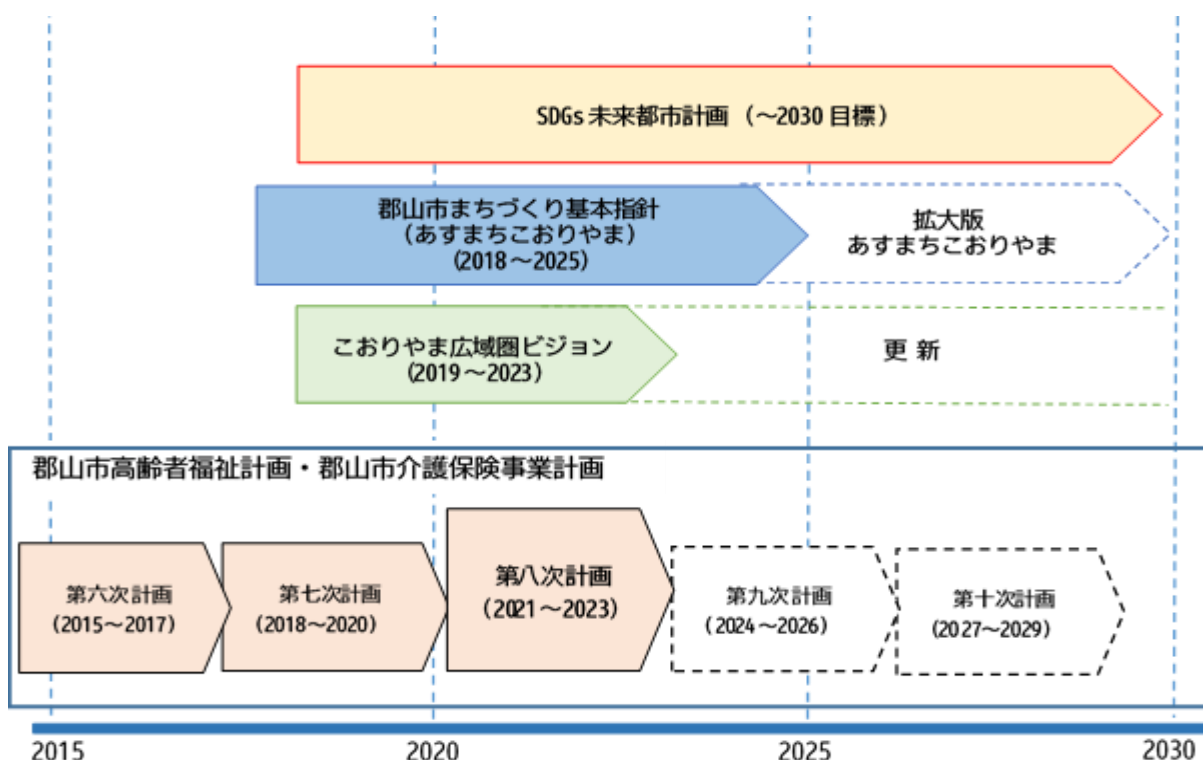 SDGs 未来都市計画（～2030 目標）
郡山市まちづくり基本指針
（あすまちこおりやま）
(2018～2025)
拡大版
あすまちこおりやま
こおりやま広域圏ビジョン
(2019～2023)
更 新
郡山市高齢者福祉計画・郡山市介護保険事業計画
第六次計画
(2015～2017)
第七次計画
(2018～2020)
第八次計画
(2021～2023)
第九次計画
(2024～2026)
第十次計画
(2027～2029)
2015
2020
2025
2030